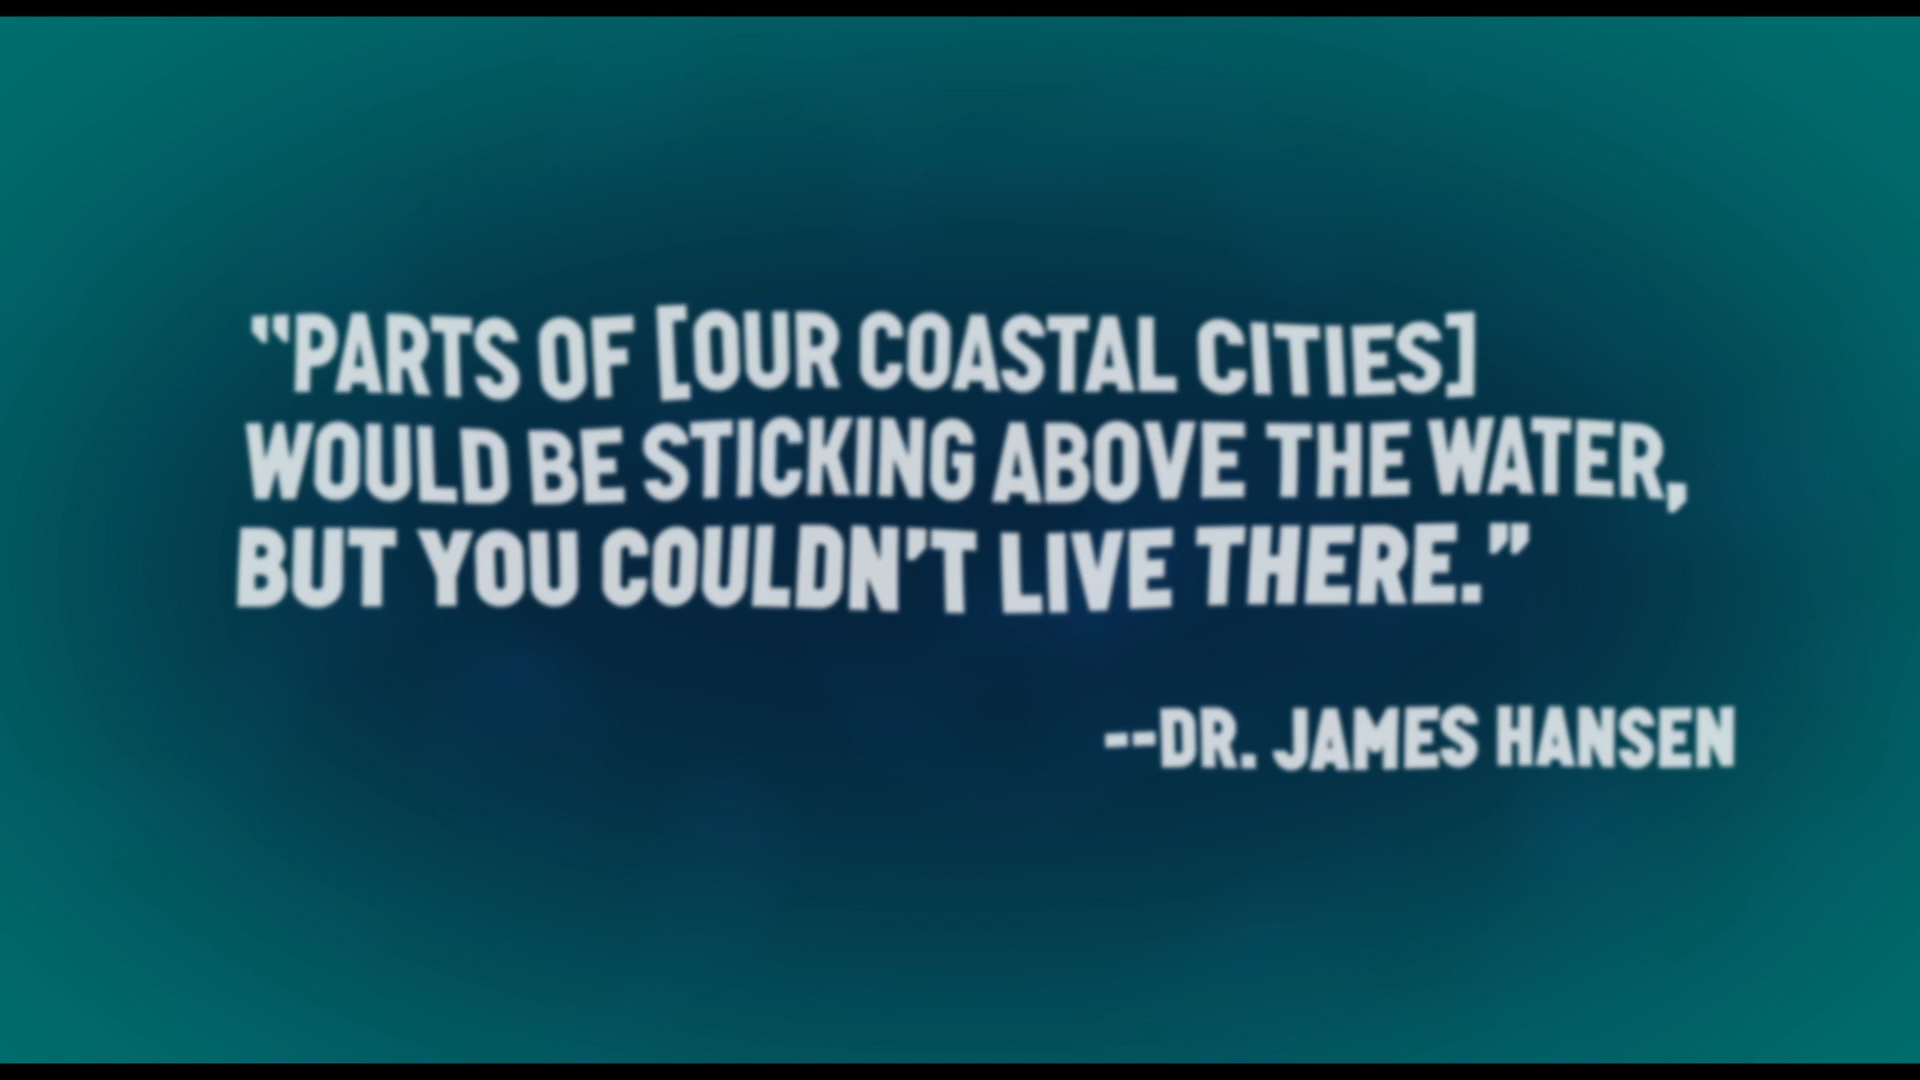 “PARTS OF [OUR COASTAL CITIES]
WOULD BE STICKING ABOVE THE WATER,
BUT YOU COULDN’T LIVE THERE.”
--DR. JAMES HANSEN